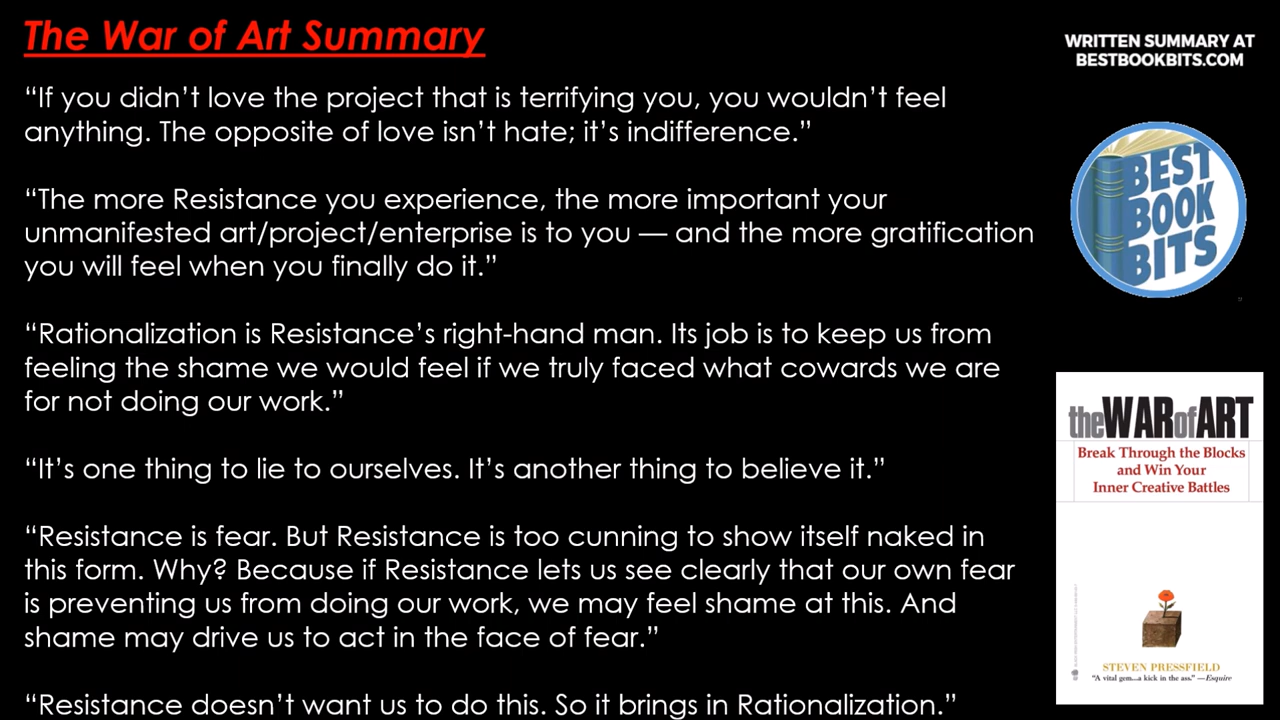 The War of Art Summary
“If you didn’t love the project that is terrifying you, you wouldn’t feel
anything. The opposite of love isn’t hate; it’s indifference.”
“The more Resistance you experience, the more important your
unmanifested art/project/enterprise is to you — and the more gratification
you will feel when you finally do it.”
“Rationalization is Resistance’s right-hand man. Its job is to keep us from
feeling the shame we would feel if we truly faced what cowards we are
for not doing our work.”
“It’s one thing to lie to ourselves. It’s another thing to believe it.”
“Resistance is fear. But Resistance is too cunning to show itself naked in
this form. Why? Because if Resistance lets us see clearly that our own fear
is preventing us from doing our work, we may feel shame at this. And
shame may drive us to act in the face of fear.”
“Resistance doesn’t want us to do this. So it brings in Rationalization.”
WRITTEN SUMMARY AT
BESTBOOKBITS.COM
BEST
BOOK
BITS
theWARofART
Break Through the Blocks
and Win Your
Inner Creative Battles
STEVEN PRESSFIELD
“A vital gem...a kick in the ass.” —Esquire